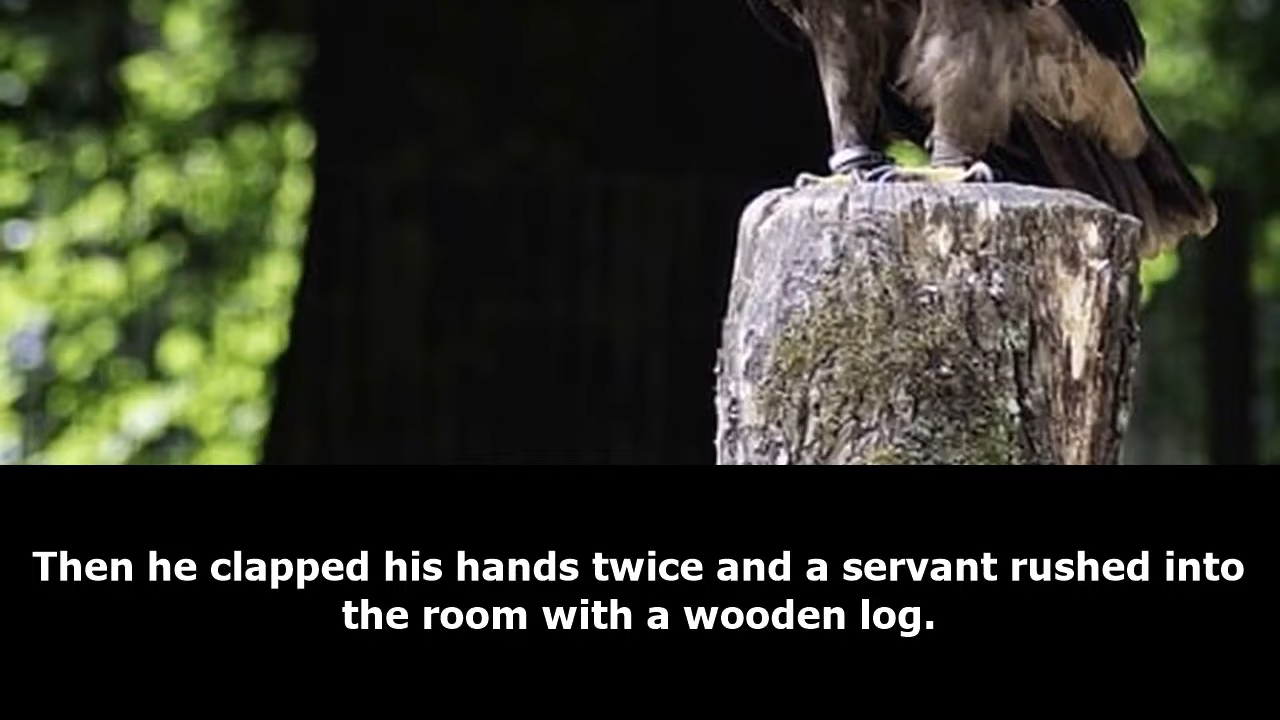 Then he clapped his hands twice and a servant rushed into
the room with a wooden log.